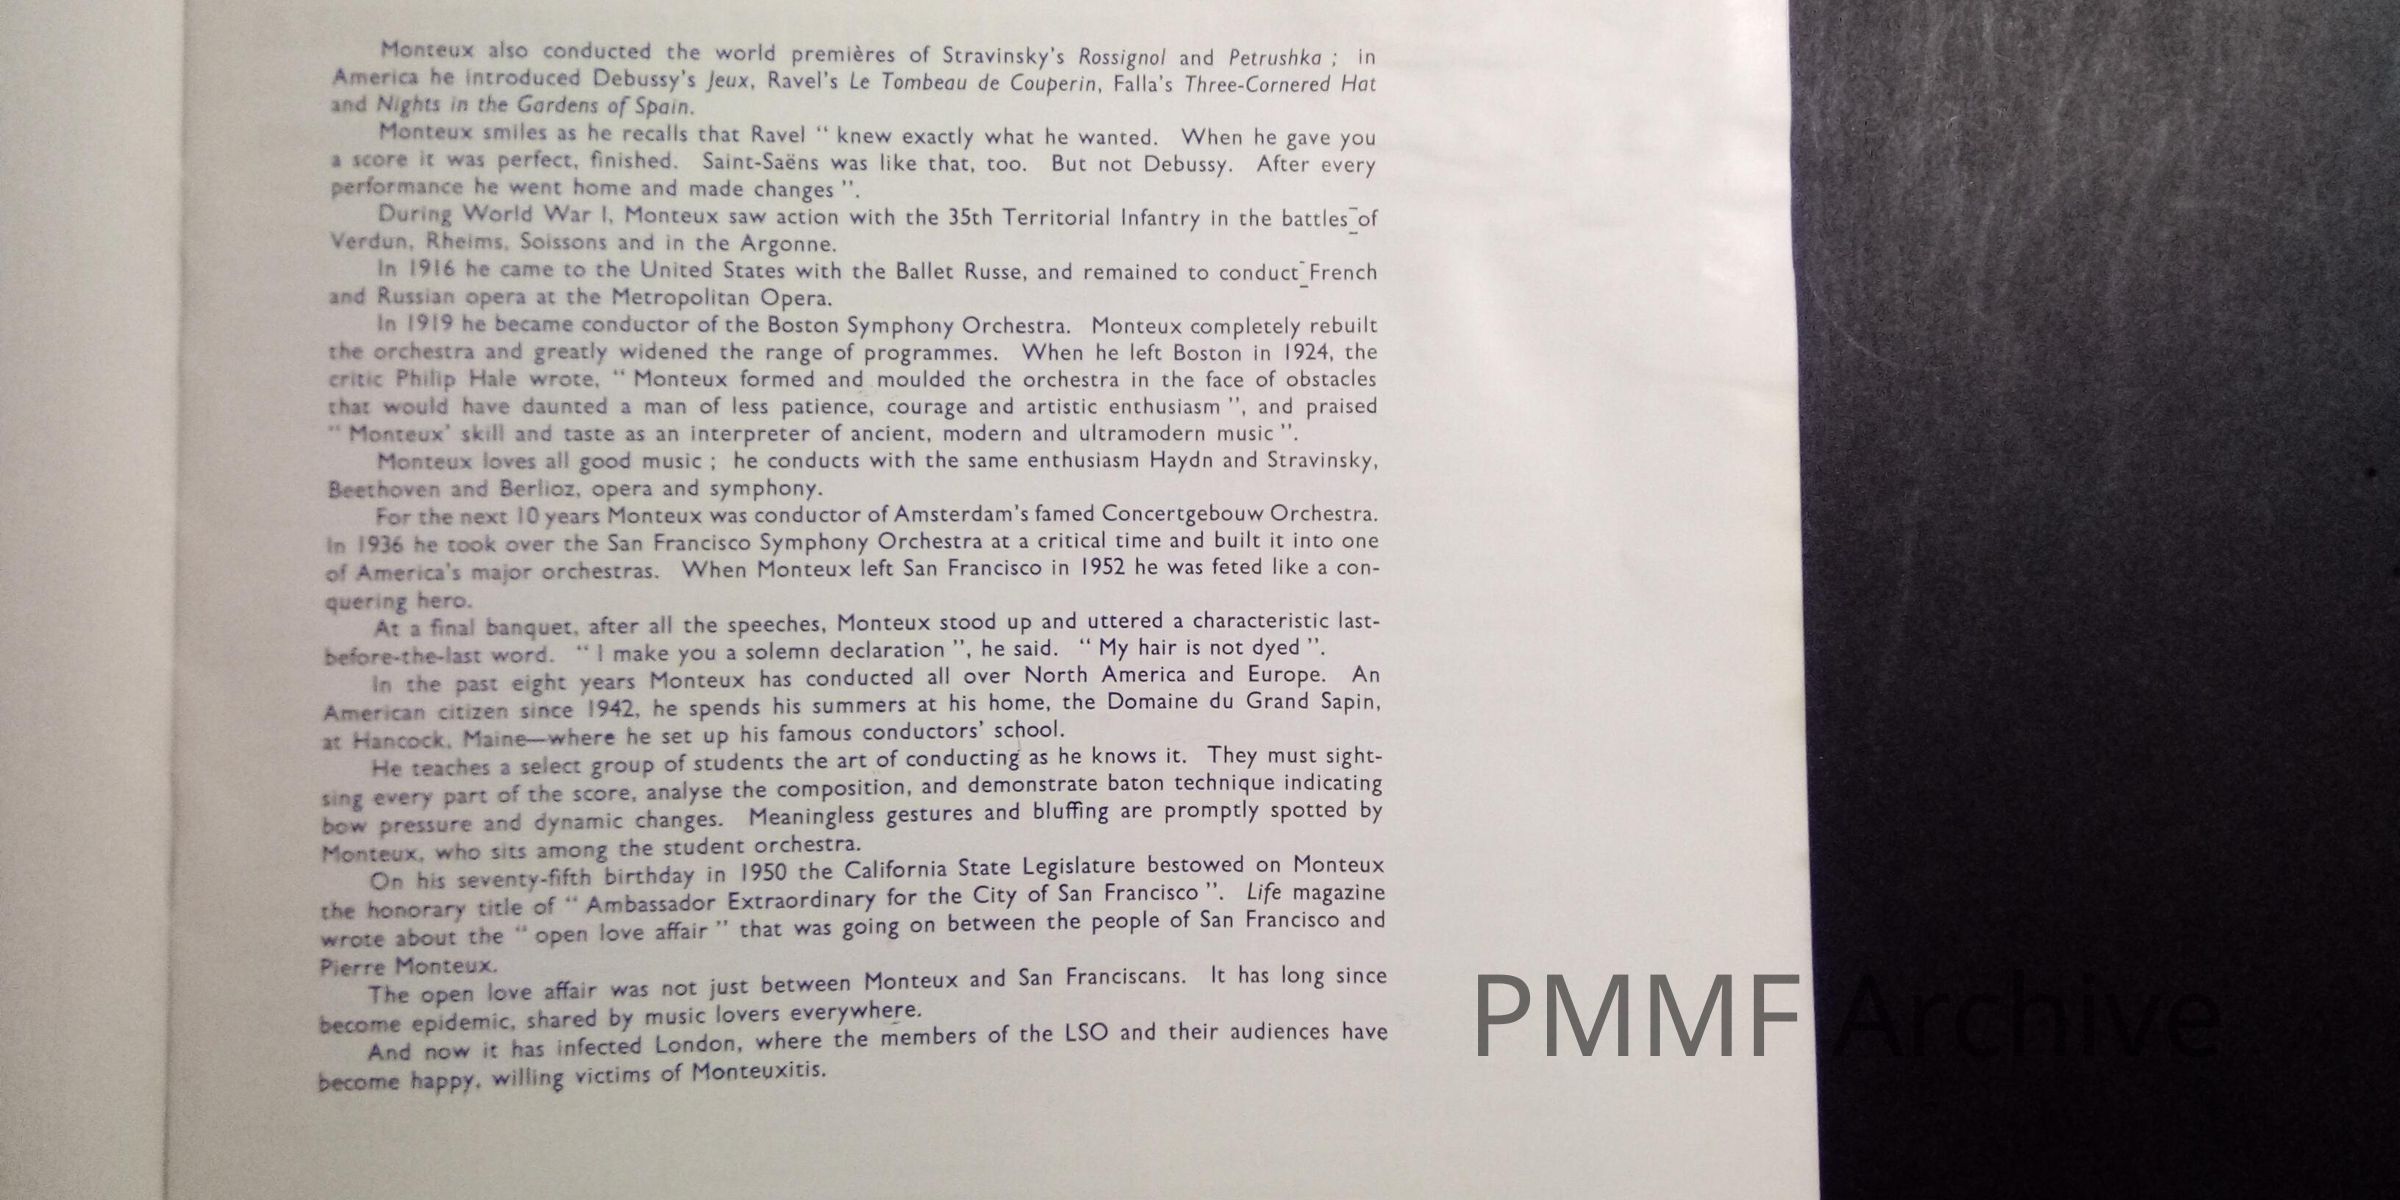 Monteux also conducted the world premières of Stravinsky's Rossignol and Petrushka ; in
America he introduced Debussy's Jeux, Ravel's Le Tombeau de Couperin, Falla's Three-Cornered Hat
and Nights in the Gardens of Spain.
Monteux smiles as he recalls that Ravel “ knew exactly what he wanted. When he gave you
a score it was perfect, finished. Saint-Saëns was like that, too. But not Debussy. After every
performance he went home and made changes ”.
During World War I, Monteux saw action with the 35th Territorial Infantry in the battles of
Verdun, Rheims, Soissons and in the Argonne.
In 1916 he came to the United States with the Ballet Russe, and remained to conduct French
and Russian opera at the Metropolitan Opera.
In 1919 he became conductor of the Boston Symphony Orchestra. Monteux completely rebuilt
the orchestra and greatly widened the range of programmes. When he left Boston in 1924, the
critic Philip Hale wrote, “ Monteux formed and moulded the orchestra in the face of obstacles
that would have daunted a man of less patience, courage and artistic enthusiasm ”, and praised
“ Monteux' skill and taste as an interpreter of ancient, modern and ultramodern music ”.
Monteux loves all good music ; he conducts with the same enthusiasm Haydn and Stravinsky,
Beethoven and Berlioz, opera and symphony.
For the next 10 years Monteux was conductor of Amsterdam's famed Concertgebouw Orchestra.
In 1936 he took over the San Francisco Symphony Orchestra at a critical time and built it into one
of America's major orchestras. When Monteux left San Francisco in 1952 he was feted like a con-
quering hero.
At a final banquet, after all the speeches, Monteux stood up and uttered a characteristic last-
before-the-last word. “ I make you a solemn declaration ”, he said. “ My hair is not dyed ”.
In the past eight years Monteux has conducted all over North America and Europe. An
American citizen since 1942, he spends his summers at his home, the Domaine du Grand Sapin,
at Hancock, Maine—where he set up his famous conductors' school.
He teaches a select group of students the art of conducting as he knows it. They must sight-
sing every part of the score, analyse the composition, and demonstrate baton technique indicating
bow pressure and dynamic changes. Meaningless gestures and bluffing are promptly spotted by
Monteux, who sits among the student orchestra.
On his seventy-fifth birthday in 1950 the California State Legislature bestowed on Monteux
the honorary title of “ Ambassador Extraordinary for the City of San Francisco ”. Life magazine
wrote about the “ open love affair ” that was going on between the people of San Francisco and
Pierre Monteux.
The open love affair was not just between Monteux and San Franciscans. It has long since
become epidemic, shared by music lovers everywhere.
And now it has infected London, where the members of the LSO and their audiences have
become happy, willing victims of Monteuxitis.
PMMF Archive